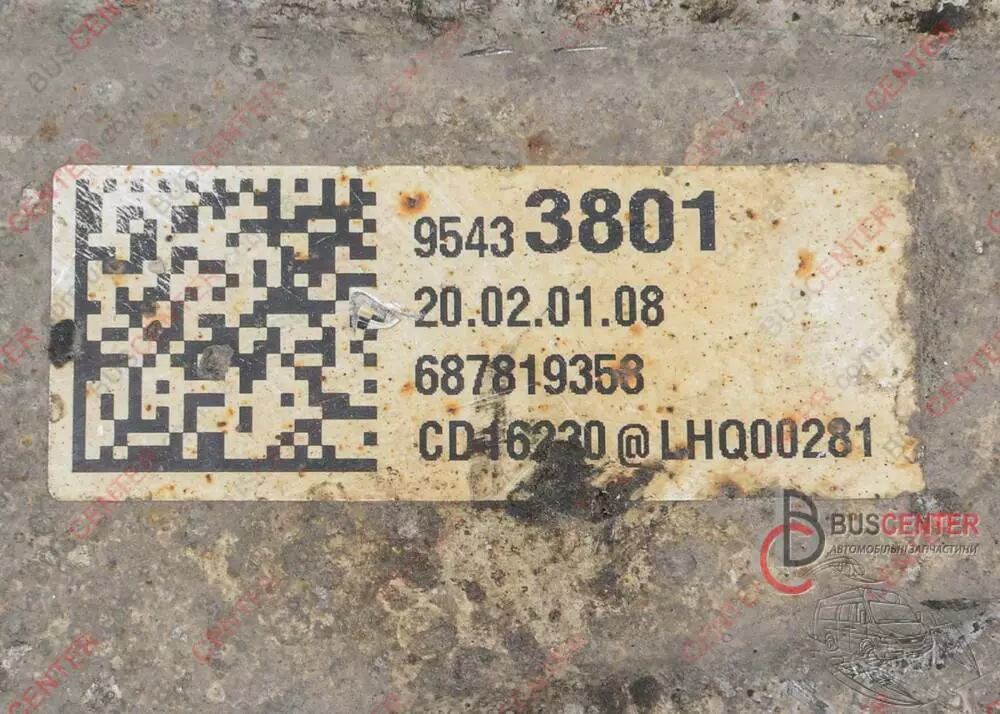 9543 3801
20.02.01.08
687819358
CD16230@LHQ00281
BUSCENTER
АВТОМОБІЛЬНІ ЗАПЧАСТИНИ